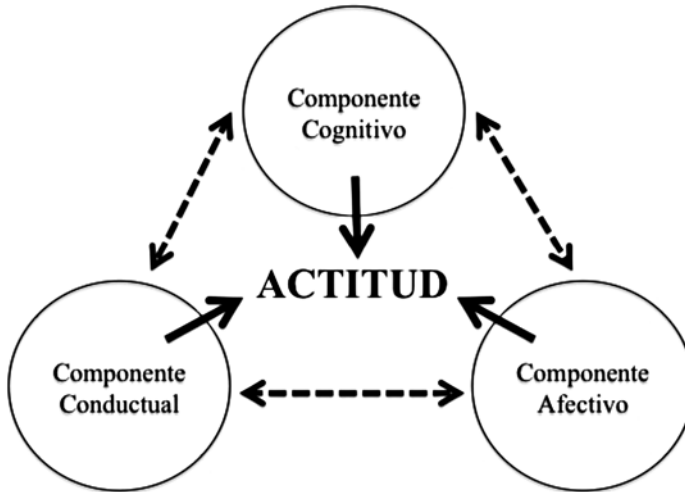 Componente
Cognitivo
ACTITUD
Componente
Conductual
Componente
Afectivo